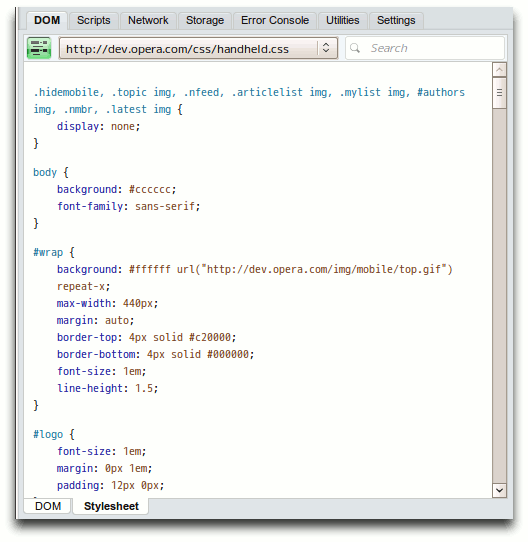 DOM Scripts Network Storage Error Console Utilities Settings
http://dev.opera.com/css/handheld.css Search
.hidemobile, .topic img, .nfeed, .articlelist img, .mylist img, #authors
img, .nmbr, .latest img {
display: none;
}
body {
background: #cccccc;
font-family: sans-serif;
}
#wrap {
background: #ffffff url("http://dev.opera.com/img/mobile/top.gif")
repeat-x;
max-width: 440px;
margin: auto;
border-top: 4px solid #c20000;
border-bottom: 4px solid #000000;
font-size: 1em;
line-height: 1.5;
}
#logo {
font-size: 1em;
margin: 0px 1em;
padding: 12px 0px;
DOM Stylesheet